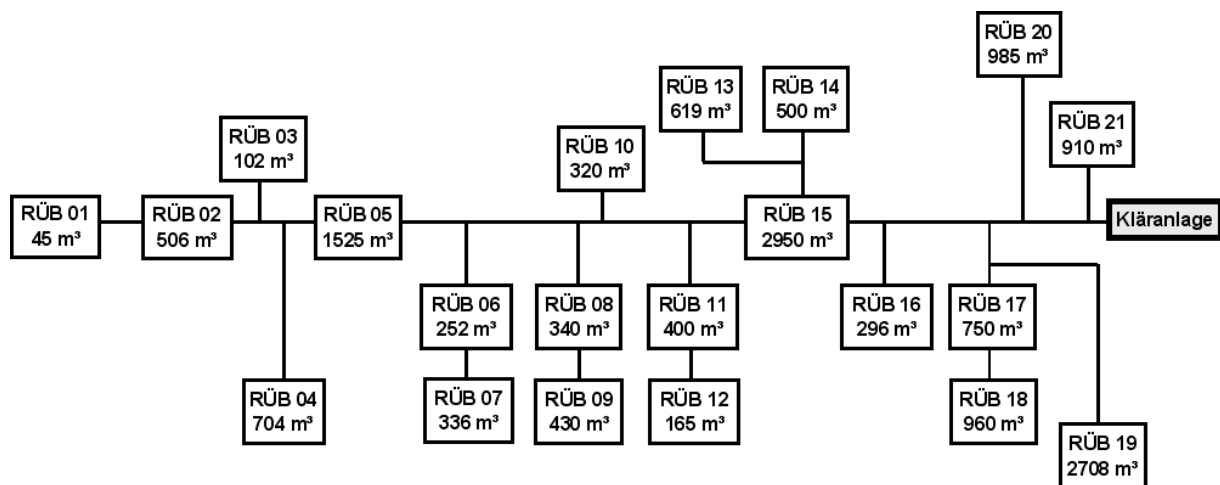 RÜB 20
985 m³
RÜB 13
619 m³
RÜB 14
500 m³
RÜB 21
910 m³
RÜB 03
102 m³
RÜB 10
320 m³
RÜB 01
45 m³
RÜB 02
506 m³
RÜB 05
1525 m³
RÜB 15
2950 m³
Kläranlage
RÜB 06
252 m³
RÜB 08
340 m³
RÜB 11
400 m³
RÜB 16
296 m³
RÜB 17
750 m³
RÜB 04
704 m³
RÜB 07
336 m³
RÜB 09
430 m³
RÜB 12
165 m³
RÜB 18
960 m³
RÜB 19
2708 m³